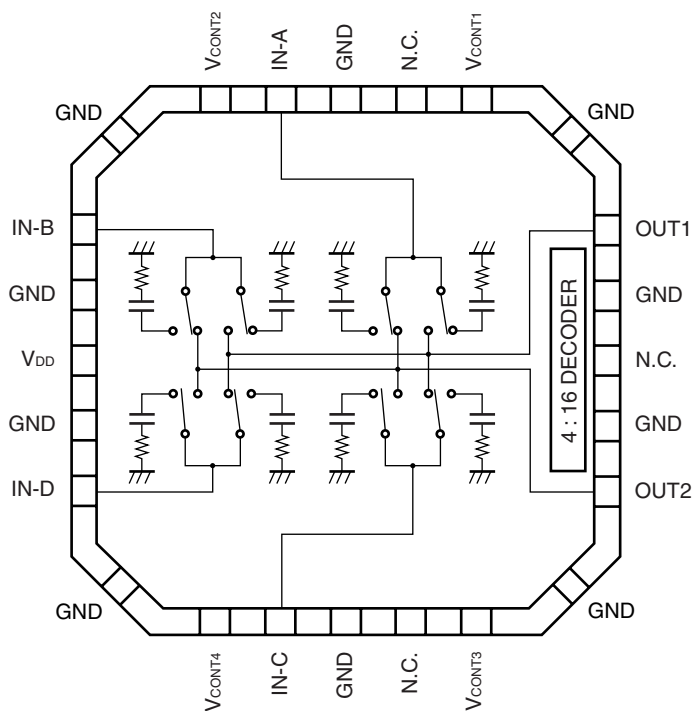 VCONT2
IN-A
GND
N.C.
VCONT1
GND
GND
IN-B
GND
VDD
GND
IN-D
OUT1
GND
N.C.
GND
OUT2
4 : 16 DECODER
GND
GND
VCONT4
IN-C
GND
N.C.
VCONT3